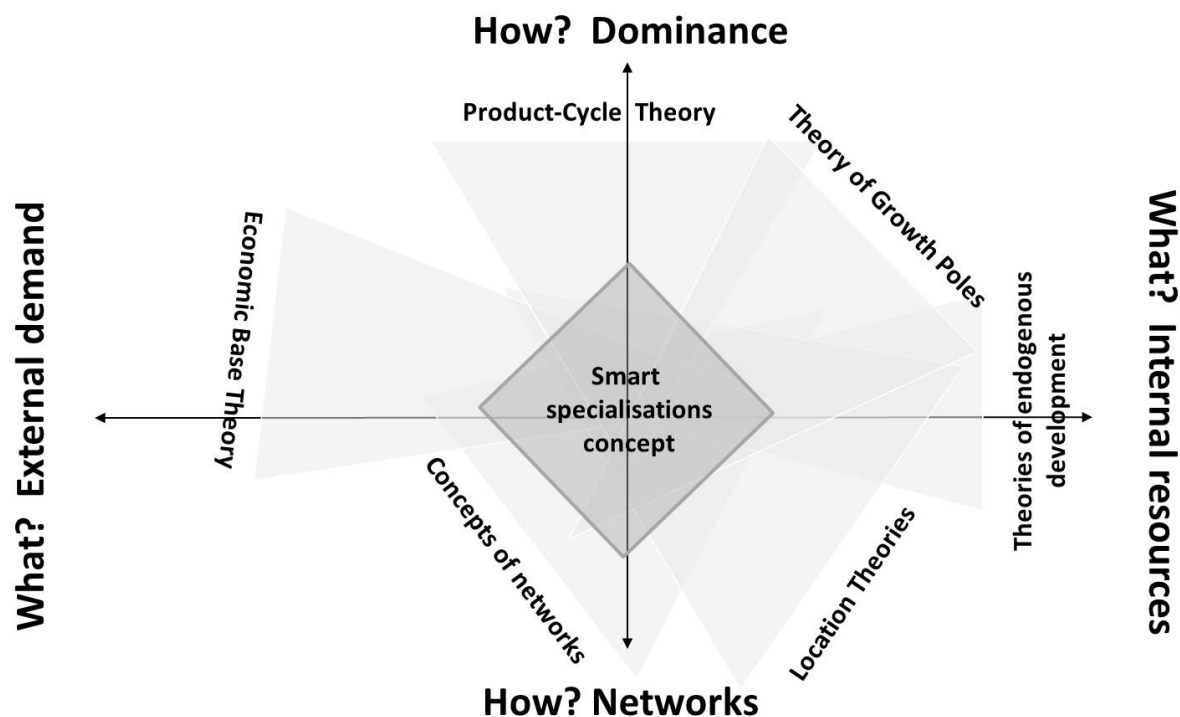 How? Dominance
Product-Cycle Theory
Theory of Growth Poles
Economic Base Theory
What? External demand
What? Internal resources
Theories of endogenous
development
Smart
specialisations
concept
Concepts of networks
Location Theories
How? Networks